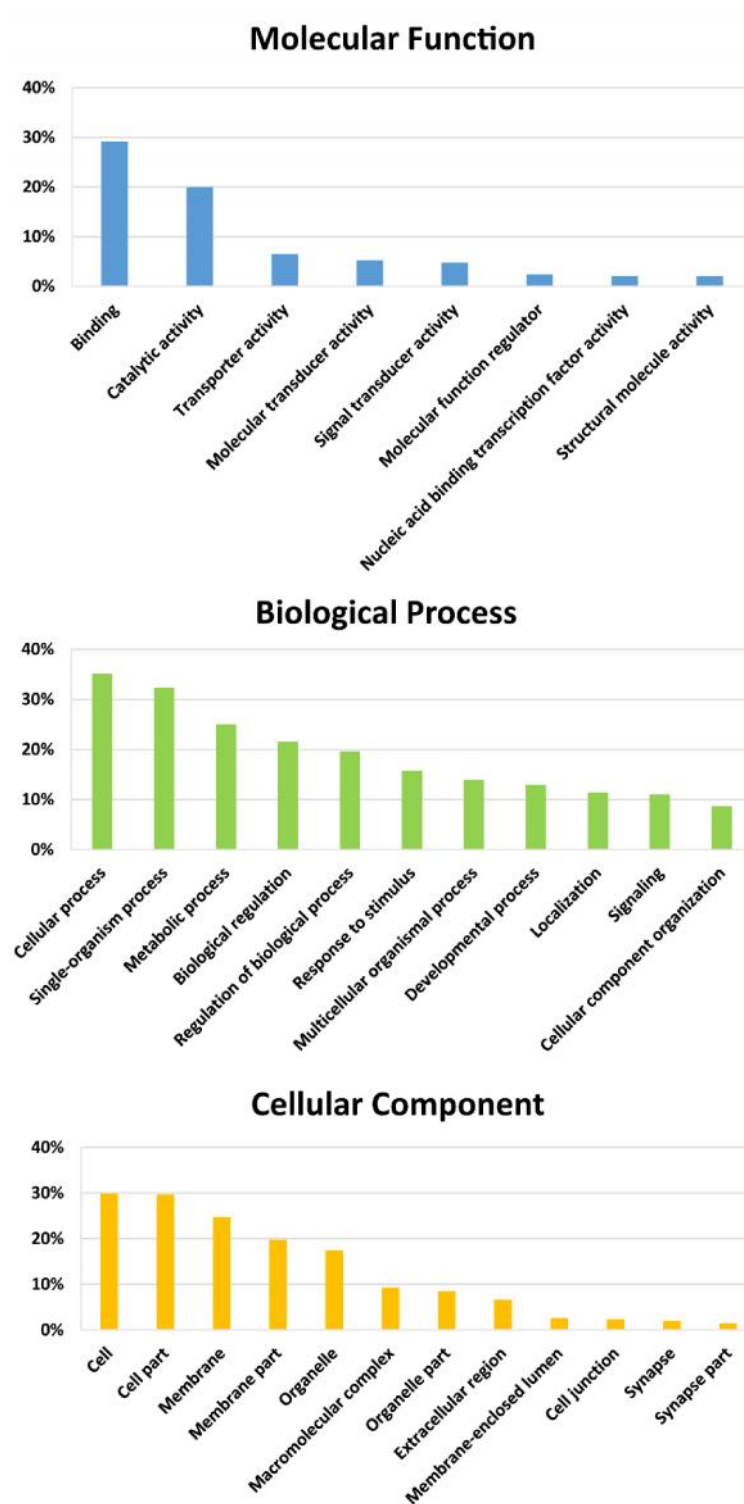 Molecular Function
40%
30%
20%
10%
0%
Binding
Catalytic activity
Transporter activity
Molecular transducer activity
Signal transducer activity
Molecular function regulator
Nucleic acid binding transcription factor activity
Structural molecule activity
Biological Process
40%
30%
20%
10%
0%
Cellular process
Single-organism process
Metabolic process
Biological regulation
Regulation of biological process
Response to stimulus
Multicellular organismal process
Developmental process
Localization
Signaling
Cellular component organization
Cellular Component
40%
30%
20%
10%
0%
Cell
Cell part
Membrane
Membrane part
Organelle
Macromolecular complex
Organelle part
Extracellular region
Membrane-enclosed lumen
Cell junction
Synapse
Synapse part